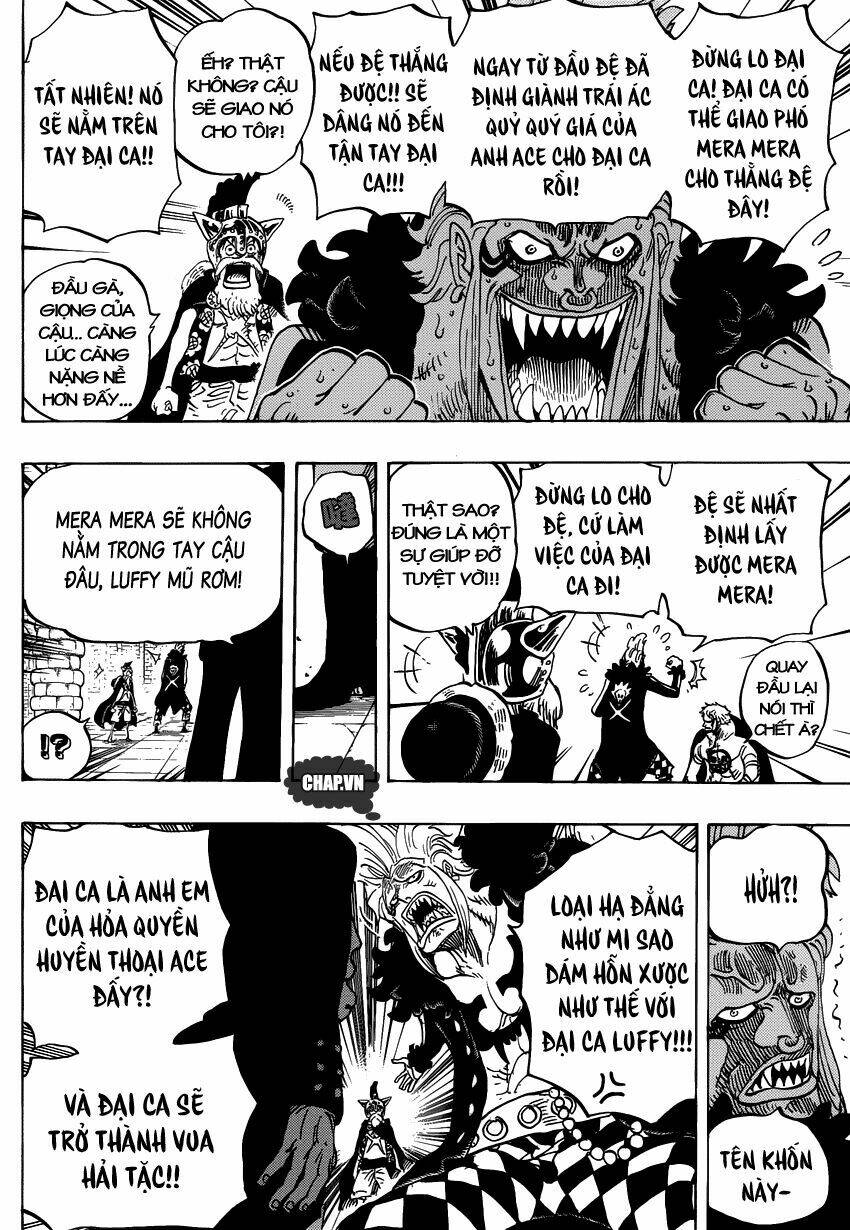 ĐỪNG LO ĐẠI
CA! ĐẠI CA CÓ
THỂ GIAO PHÓ
MERA MERA
CHO THẰNG ĐỆ
ĐÂY!
NGAY TỪ ĐẦU ĐỆ ĐÃ
ĐỊNH GIÀNH TRÁI ÁC
QUỶ QUÝ GIÁ CỦA
ANH ACE CHO ĐẠI CA
RỒI!
NẾU ĐỆ THẮNG
ĐƯỢC!! SẼ
DÂNG NÓ ĐẾN
TẬN TAY ĐẠI
CA!!!
ẾH? THẬT
KHÔNG? CẬU
SẼ GIAO NÓ
CHO TÔI?!
TẤT NHIÊN! NÓ
SẼ NẰM TRÊN
TAY ĐẠI CA!!
ĐẦU GÀ,
GIỌNG CỦA
CẬU... CÀNG
LÚC CÀNG
NẶNG NỀ
HƠN ĐẤY...
ĐỆ SẼ NHẤT
ĐỊNH LẤY
ĐƯỢC MERA
MERA!
ĐỪNG LO CHO
ĐỆ, CỨ LÀM
VIỆC CỦA ĐẠI
CA ĐI!
THẬT SAO?
ĐÚNG LÀ MỘT
SỰ GIÚP ĐỠ
TUYỆT VỜI!!
QUAY
ĐẦU LẠI
NÓI THÌ
CHẾT À?
MERA MERA SẼ KHÔNG
NẰM TRONG TAY CẬU
ĐÂU, LUFFY MŨ RƠM!
!?
CHAP.VN
HỬH?!
TÊN KHỐN
NÀY-
LOẠI HẠ ĐẲNG
NHƯ MI SAO
DÁM HỖN XƯỢC
NHƯ THẾ VỚI
ĐẠI CA LUFFY!!!
ĐAI CA LÀ ANH EM
CỦA HỎA QUYỀN
HUYỀN THOẠI ACE
ĐẤY?!
VÀ ĐẠI CA SẼ
TRỞ THÀNH VUA
HẢI TẶC!!